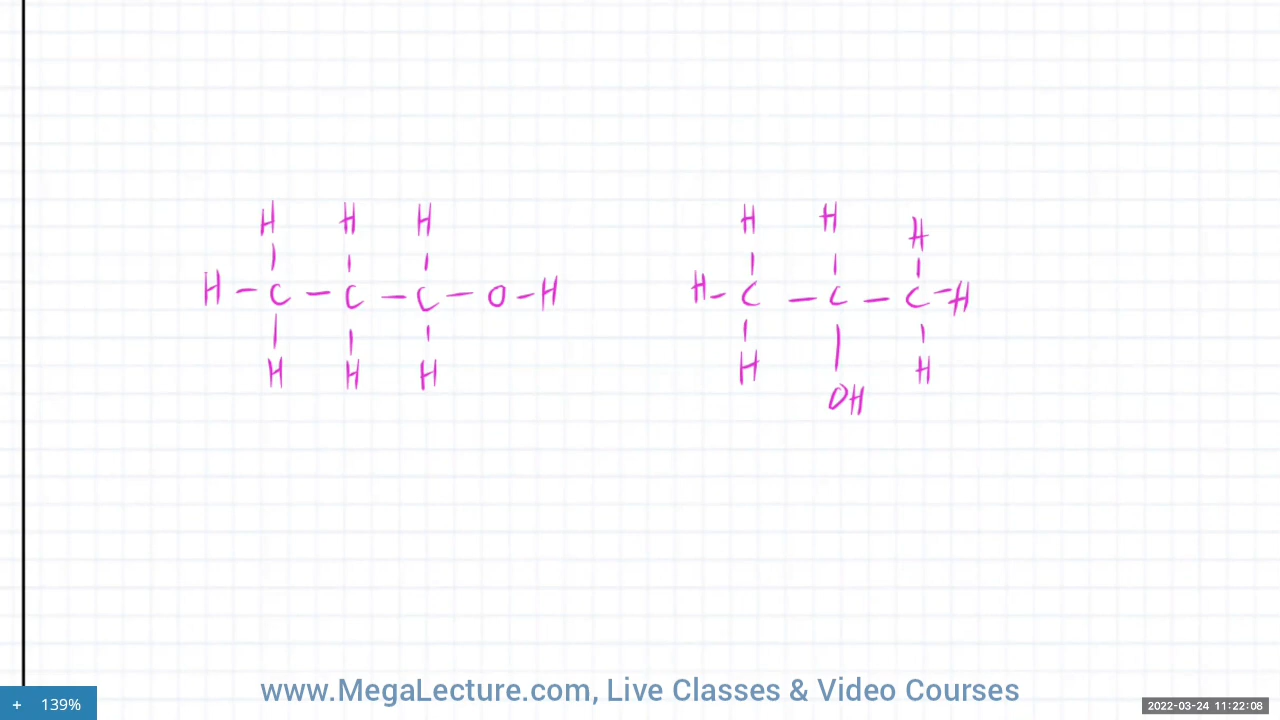 H H H H H H
H - C - C - C - O - H H - C - C - C - H
H H H H H
OH
www.MegaLecture.com, Live Classes & Video Courses
+ 139%
2022-03-24 11:22:08